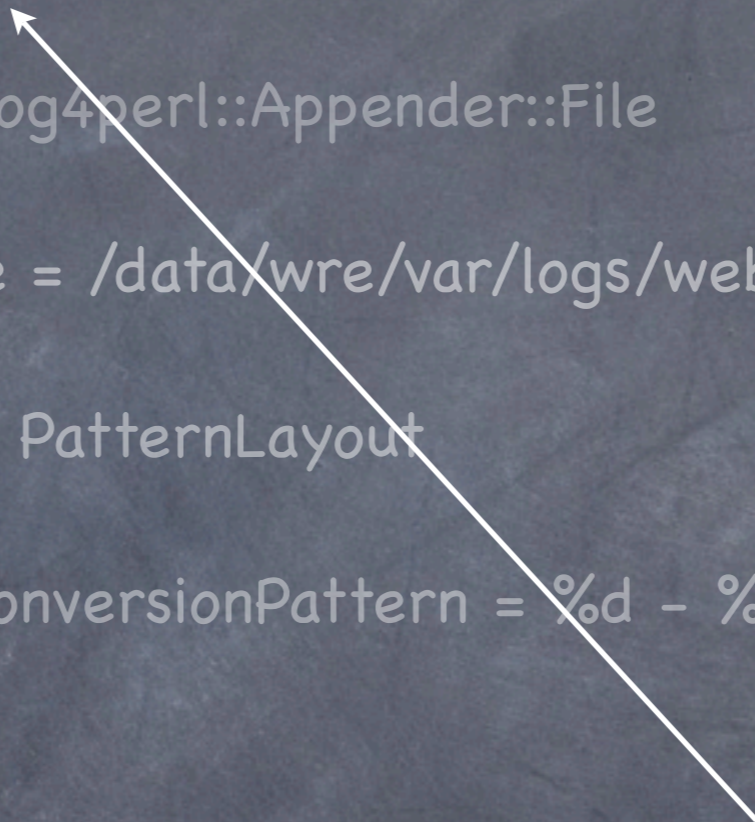 og4perl::Appender::File
e = /data/wre/var/logs/web
PatternLayout
onversionPattern = %d - %